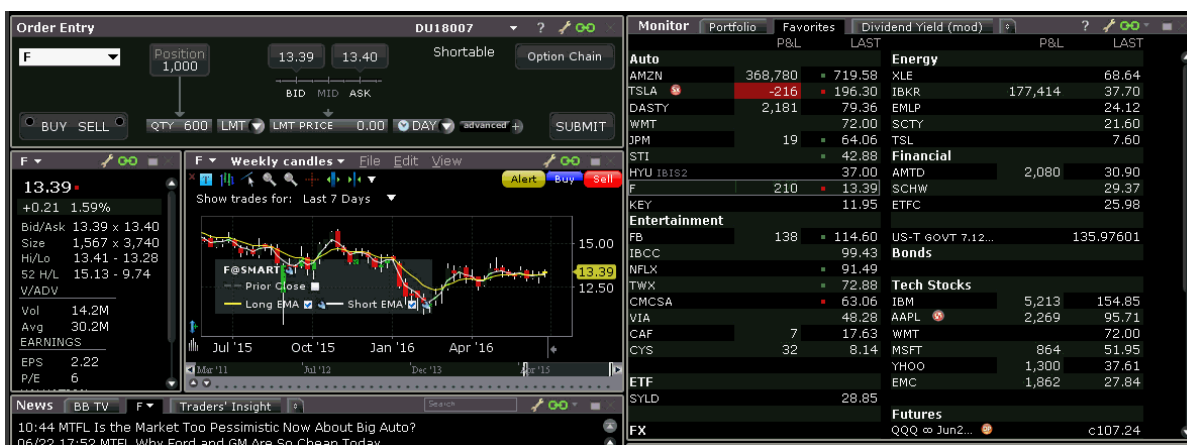 Order Entry DU18007 ?
F Position 1,000 13.39 13.40 Shortable Option Chain
BID MID ASK
BUY SELL QTY 600 LMT LMT PRICE 0.00 DAY advanced + SUBMIT
F
13.39
+0.21 1.59%
Bid/Ask 13.39 x 13.40
Size 1,567 x 3,740
Hi/Lo 13.41 - 13.28
52 H/L 15.13 - 9.74
V/ADV
Vol 14.2M
Avg 30.2M
EARNINGS
EPS 2.22
P/E 6
F Weekly candles File Edit View
Alert Buy Sell
Show trades for: Last 7 Days
15.00
13.39
12.50
F@SMART
Prior Close
Long EMA Short EMA
Jul '15 Oct '15 Jan '16 Apr '16
Mar '11 Jul '12 Dec '13 Apr '15
News BB TV F Traders' Insight Search
10:44 MTFL Is the Market Too Pessimistic Now About Big Auto?
06/22 17:52 MTFL Why Ford and GM Are So Cheap Today
Monitor Portfolio Favorites Dividend Yield (mod) ?
P&L LAST
Auto
AMZN 368,780 719.58
TSLA -216 196.30
DASTY 2,181 79.36
WMT 72.00
JPM 19 64.06
STI 42.88
HYU IBIS2 37.00
F 210 13.39
KEY 11.95
Entertainment
FB 138 114.60
IBCC 99.43
NFLX 91.49
TWX 72.88
CMCSA 63.06
VIA 48.28
CAF 7 17.63
CYS 32 8.14
ETF
SYLD 28.85
FX
P&L LAST
Energy
XLE 68.64
IBKR 177,414 37.70
EMLP 24.12
SCTY 21.60
TSL 7.60
Financial
AMTD 2,080 30.90
SCHW 29.37
ETFC 25.98
US-T GOVT 7.12... 135.97601
Bonds
Tech Stocks
IBM 5,213 154.85
AAPL 2,269 95.71
WMT 72.00
MSFT 864 51.95
YHOO 1,300 37.61
EMC 1,862 27.84
Futures
QQQ ∞ Jun2... c107.24